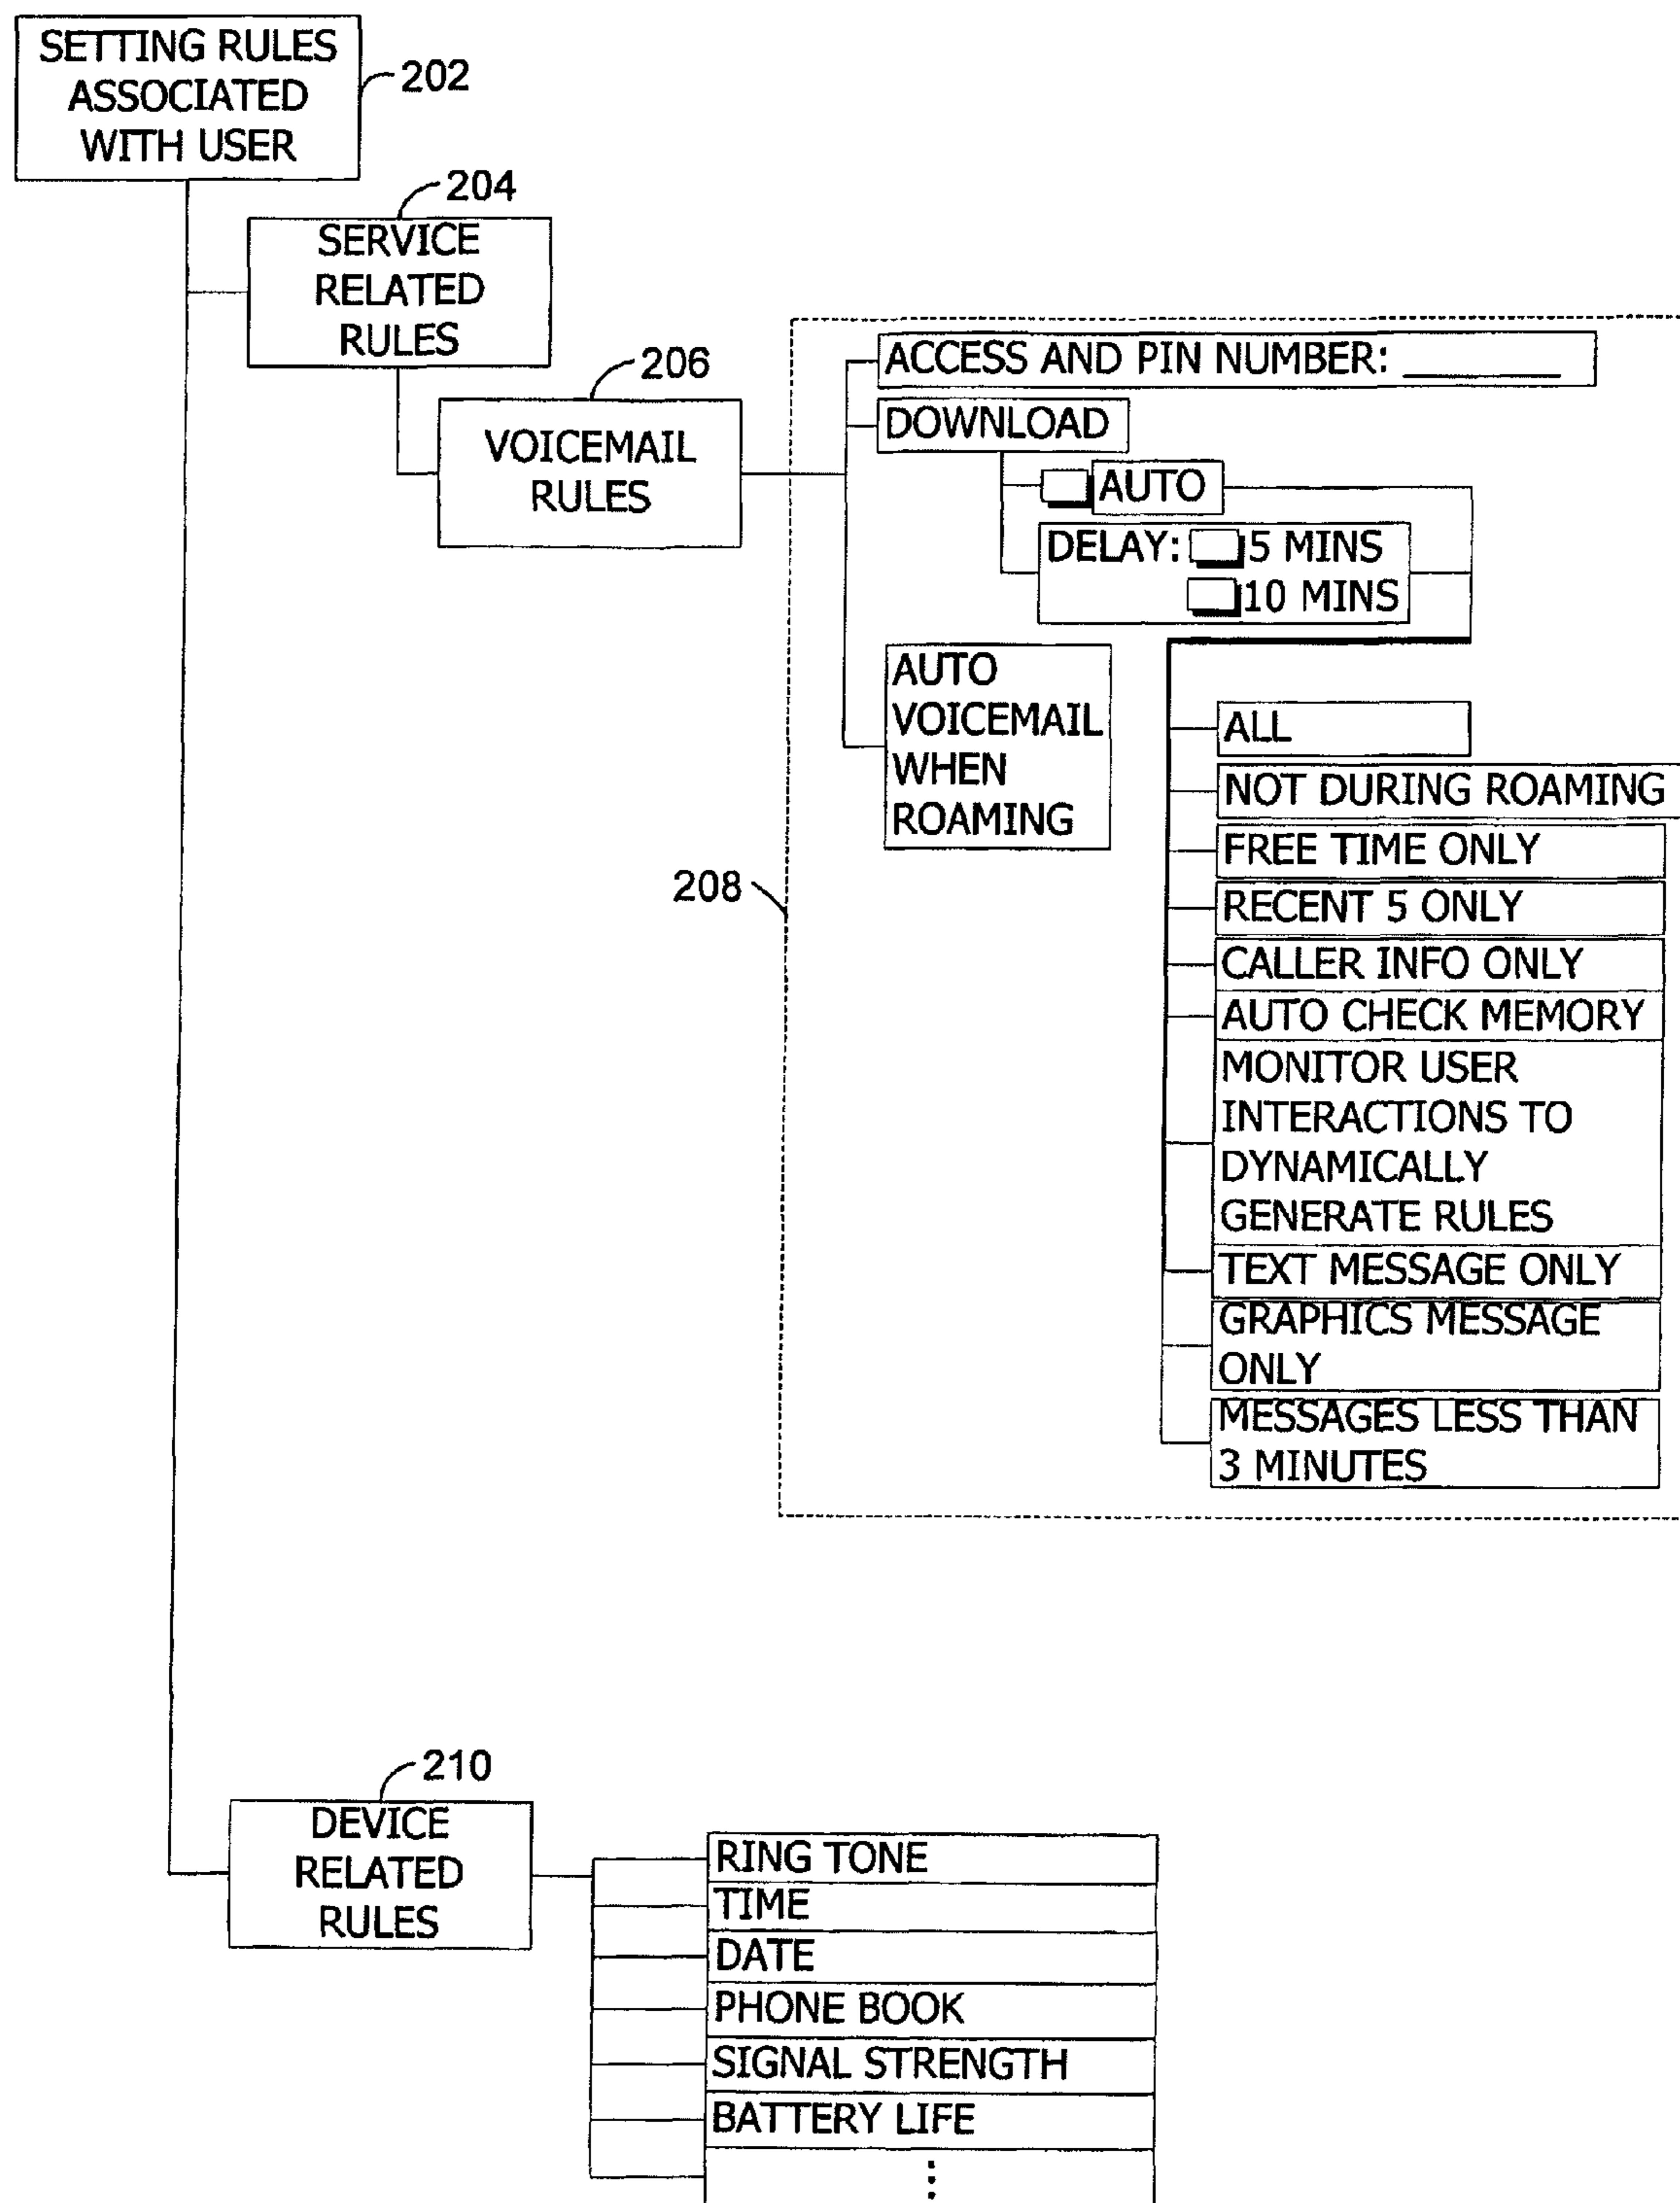 SETTING RULES
ASSOCIATED
WITH USER
202
204
SERVICE
RELATED
RULES
206
VOICEMAIL
RULES
ACCESS AND PIN NUMBER: ________
DOWNLOAD
AUTO
DELAY: 5 MINS
10 MINS
AUTO
VOICEMAIL
WHEN
ROAMING
208
ALL
NOT DURING ROAMING
FREE TIME ONLY
RECENT 5 ONLY
CALLER INFO ONLY
AUTO CHECK MEMORY
MONITOR USER
INTERACTIONS TO
DYNAMICALLY
GENERATE RULES
TEXT MESSAGE ONLY
GRAPHICS MESSAGE
ONLY
MESSAGES LESS THAN
3 MINUTES
210
DEVICE
RELATED
RULES
RING TONE
TIME
DATE
PHONE BOOK
SIGNAL STRENGTH
BATTERY LIFE
⋮